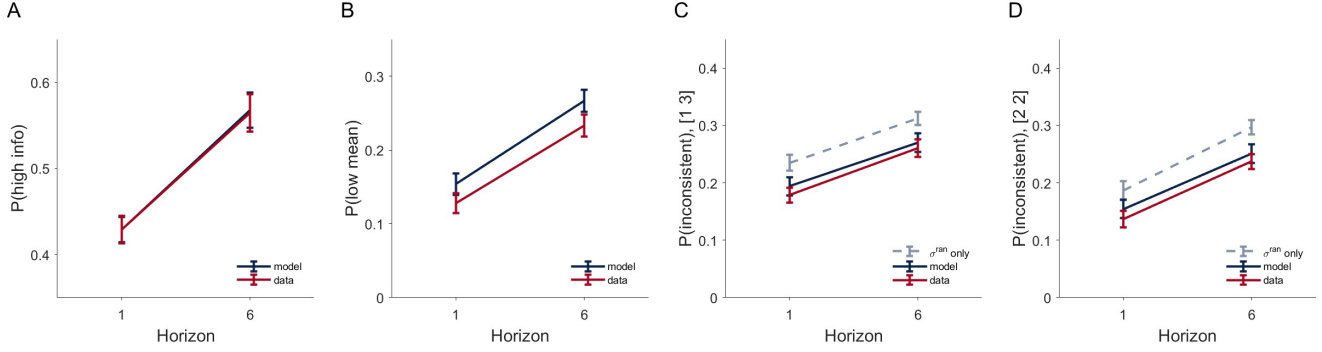 A
P(high info)
0.6
0.5
0.4
1
6
Horizon
model
data
B
P(low mean)
0.3
0.2
0.1
0
1
6
Horizon
model
data
C
P(inconsistent), [1 3]
0.4
0.3
0.2
0.1
0
1
6
Horizon
σ^ran only
model
data
D
P(inconsistent), [2 2]
0.4
0.3
0.2
0.1
0
1
6
Horizon
σ^ran only
model
data